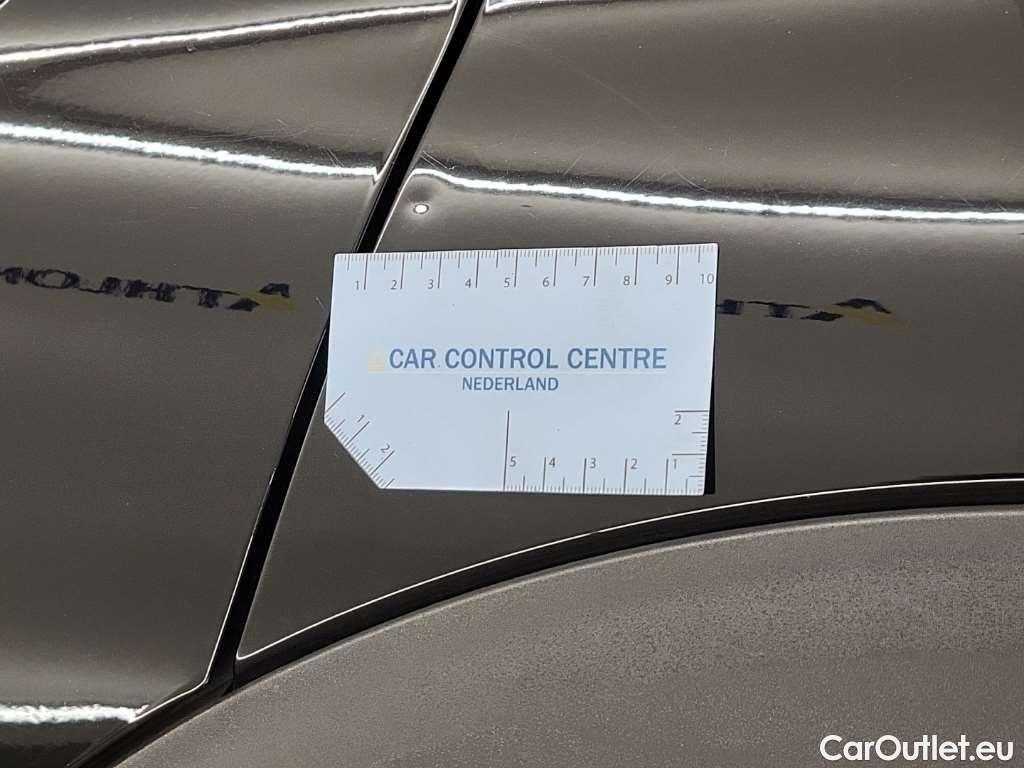 1 2 3 4 5 6 7 8 9 10
CAR CONTROL CENTRE
NEDERLAND
1
2
2
5 4 3 2 1
CarOutlet.eu